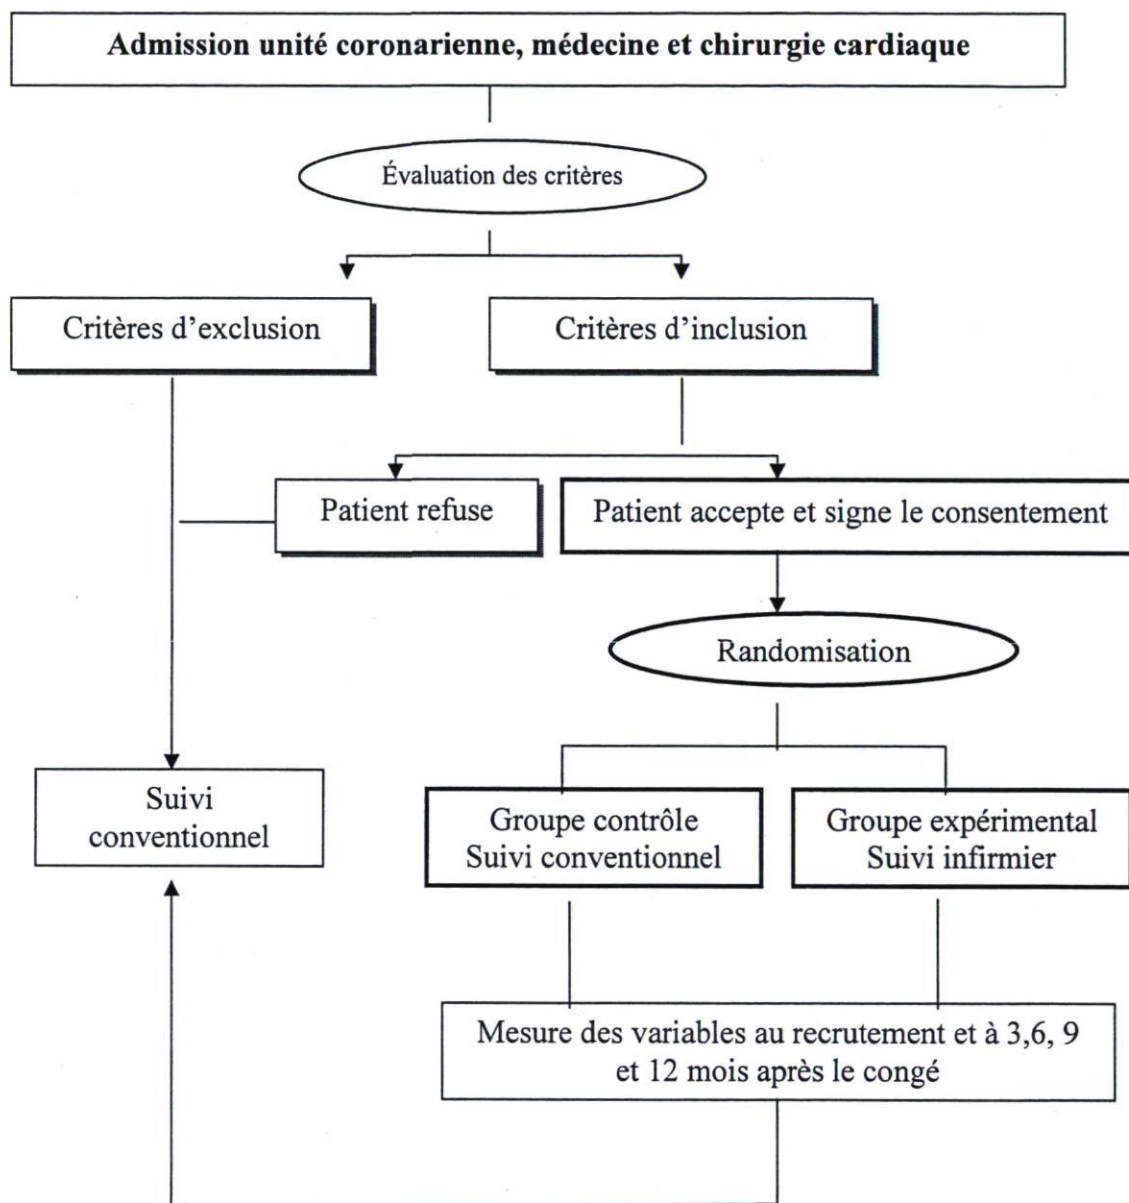 Admission unité coronarienne, médecine et chirurgie cardiaque
Évaluation des critères
Critères d'exclusion
Critères d'inclusion
Patient refuse
Patient accepte et signe le consentement
Randomisation
Suivi
conventionnel
Groupe contrôle
Suivi conventionnel
Groupe expérimental
Suivi infirmier
Mesure des variables au recrutement et à 3,6, 9
et 12 mois après le congé